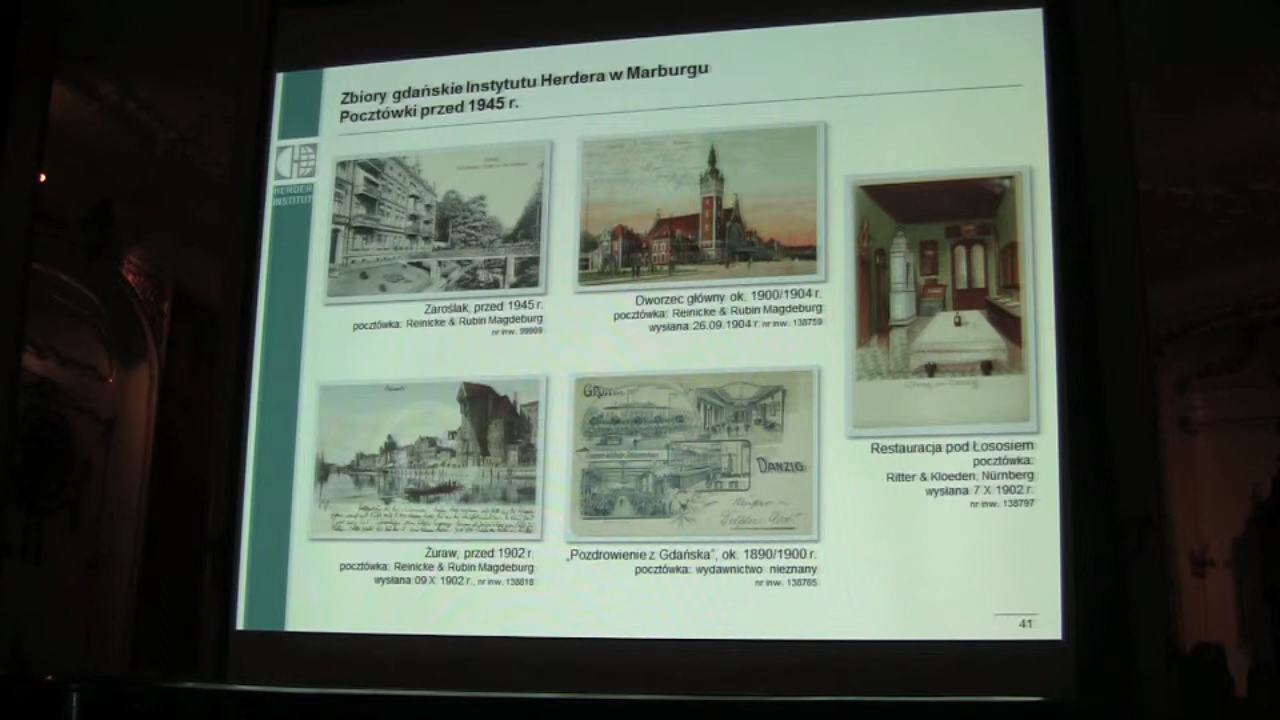 Zbiory gdańskie Instytutu Herdera w Marburgu
Pocztówki przed 1945 r.
HERDER
INSTITUT
Zaroślak, przed 1945 r.
pocztówka: Reinicke & Rubin Magdeburg
nr inw. 99909
Dworzec główny ok. 1900/1904 r.
pocztówka: Reinicke & Rubin Magdeburg
wysłana 26.09.1904 r. nr inw. 138759
Restauracja pod Łososiem
pocztówka:
Ritter & Kloeden, Nürnberg
wysłana 7 X 1902 r.
nr inw. 138797
Żuraw, przed 1902 r.
pocztówka: Reinicke & Rubin Magdeburg
wysłana 09 X 1902 r., nr inw. 138818
DANZIG
„Pozdrowienie z Gdańska”, ok. 1890/1900 r.
pocztówka: wydawnictwo nieznany
nr inw. 138785
41